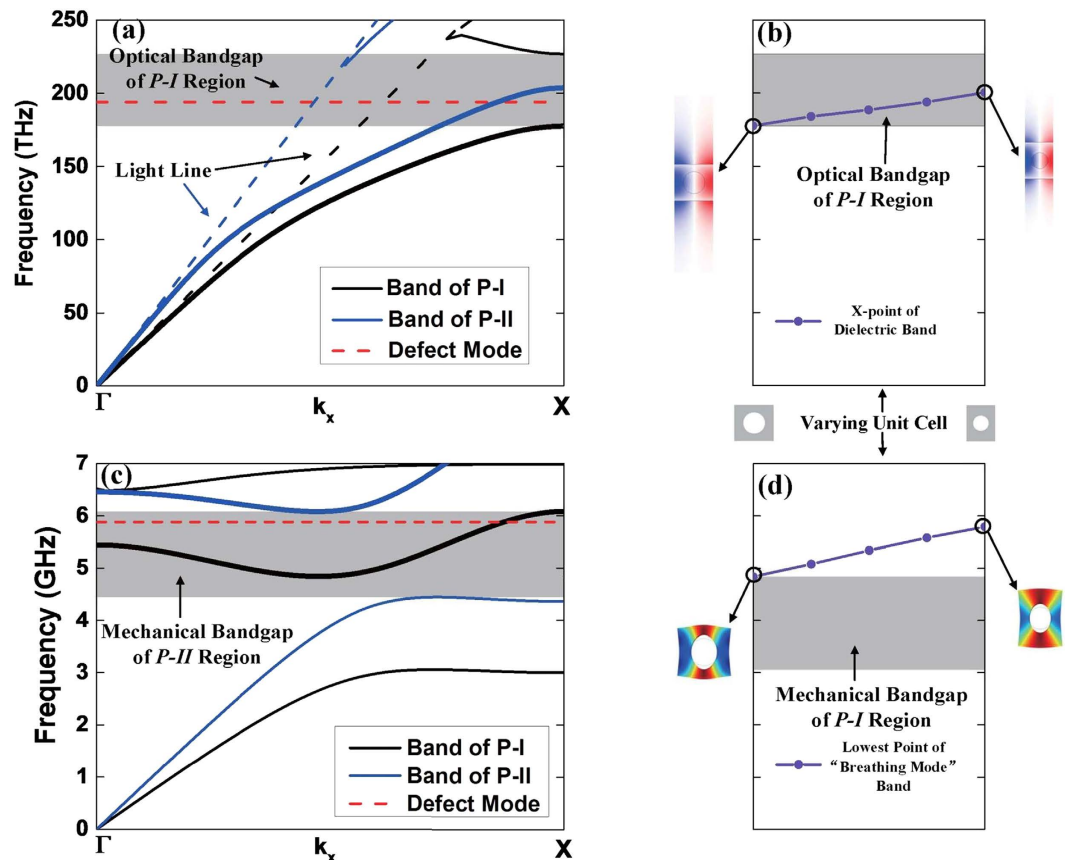 (a)
Optical Bandgap
of P-I Region
Light Line
Band of P-I
Band of P-II
Defect Mode
Frequency (THz)
250
200
150
100
50
0
Γ
kx
X
(b)
Optical Bandgap
of P-I Region
X-point of
Dielectric Band
Varying Unit Cell
(c)
Mechanical Bandgap
of P-II Region
Band of P-I
Band of P-II
Defect Mode
Frequency (GHz)
7
6
5
4
3
2
1
0
Γ
kx
X
(d)
Mechanical Bandgap
of P-I Region
Lowest Point of
“Breathing Mode”
Band